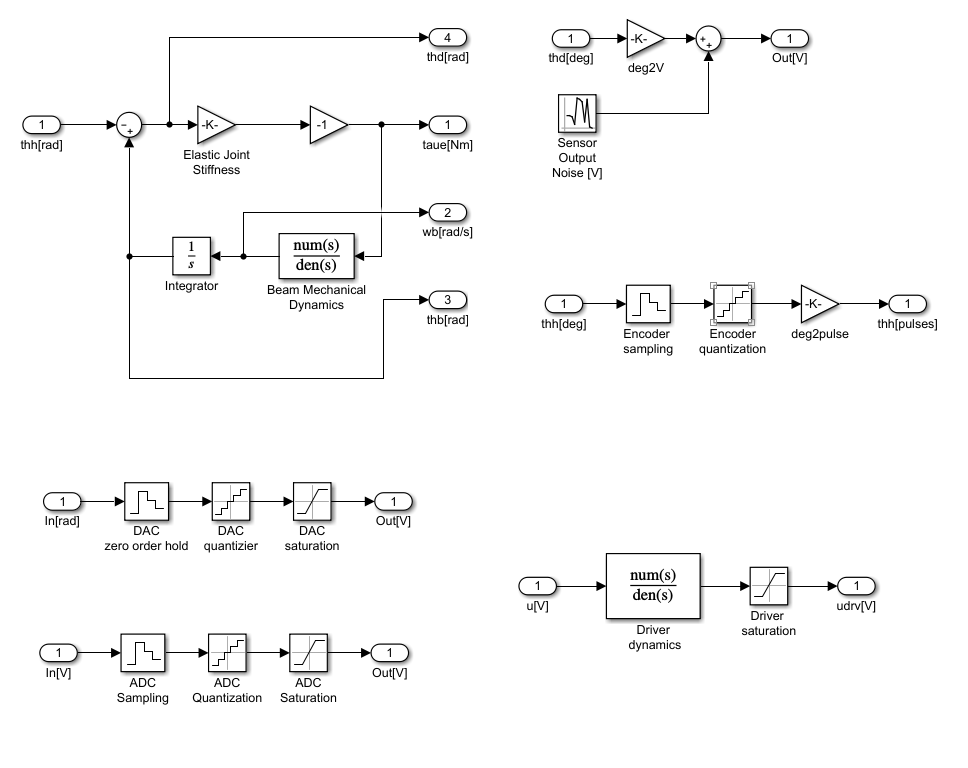 4
thd[rad]
1
thh[rad]
−
+
-K-
Elastic Joint
Stiffness
-1
1
taue[Nm]
2
wb[rad/s]
1
s
Integrator
num(s)
den(s)
Beam Mechanical
Dynamics
3
thb[rad]
1
thd[deg]
-K-
deg2V
+
+
1
Out[V]
Sensor
Output
Noise [V]
1
thh[deg]
Encoder
sampling
Encoder
quantization
-K-
deg2pulse
1
thh[pulses]
1
In[rad]
DAC
zero order hold
DAC
quantizier
DAC
saturation
1
Out[V]
1
u[V]
num(s)
den(s)
Driver
dynamics
Driver
saturation
1
udrv[V]
1
In[V]
ADC
Sampling
ADC
Quantization
ADC
Saturation
1
Out[V]